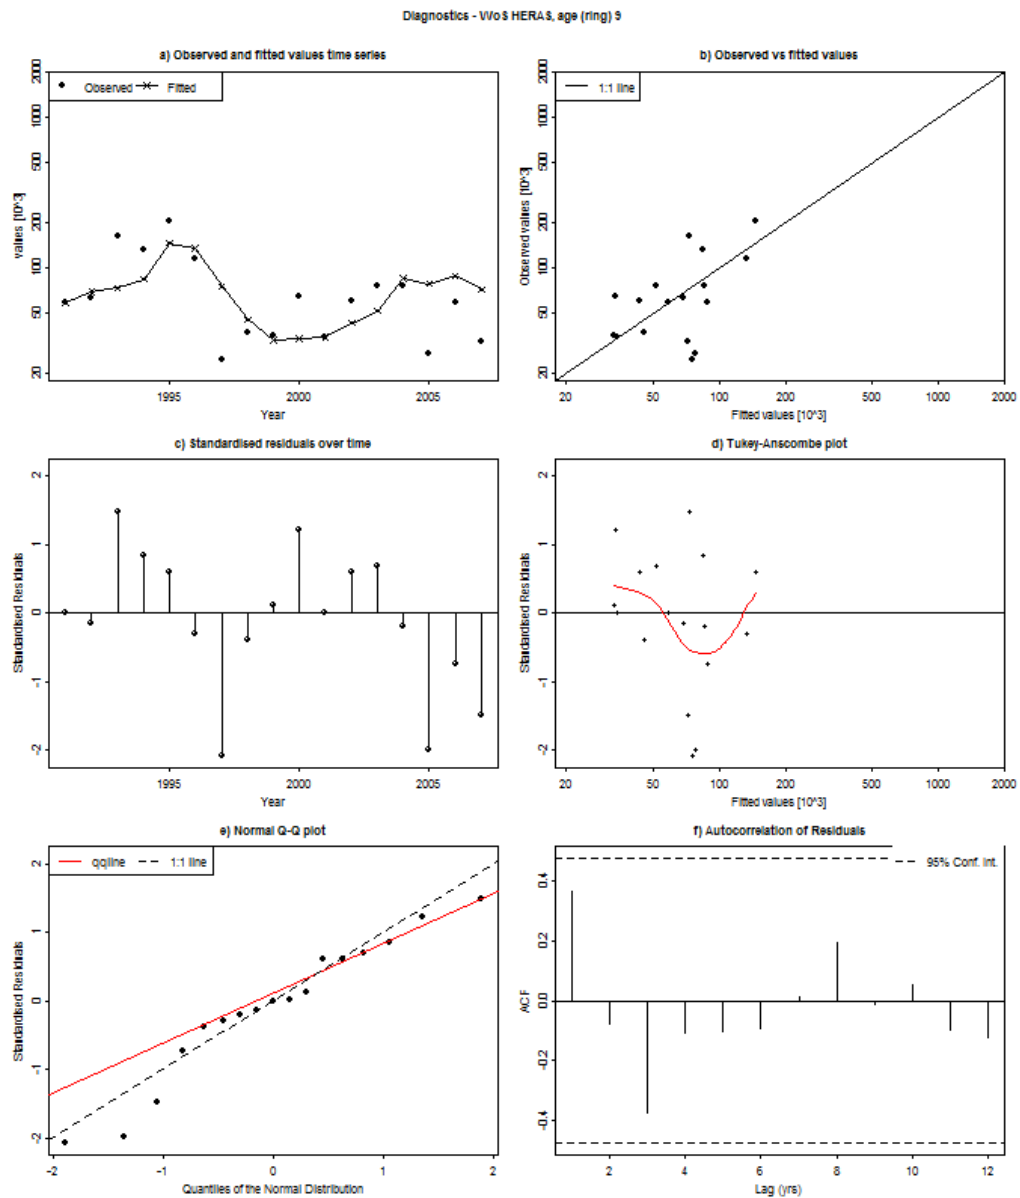 Diagnostics - WoS HERAS, age (ring) 9
a) Observed and fitted values time series
values [10^3]
2000
1000
500
200
100
50
20
Observed
Fitted
1995
2000
2005
Year
b) Observed vs fitted values
Observed values [10^3]
2000
1000
500
200
100
50
20
1:1 line
20
50
100
200
500
1000
2000
Fitted values [10^3]
c) Standardised residuals over time
Standardised Residuals
2
1
0
-1
-2
1995
2000
2005
Year
d) Tukey-Anscombe plot
Standardised Residuals
2
1
0
-1
-2
20
50
100
200
500
1000
2000
Fitted values [10^3]
e) Normal Q-Q plot
Standardised Residuals
2
1
0
-1
-2
qqline
1:1 line
-2
-1
0
1
2
Quantiles of the Normal Distribution
f) Autocorrelation of Residuals
ACF
0.4
0.2
0.0
-0.2
-0.4
95% Conf. Int.
2
4
6
8
10
12
Lag (yrs)